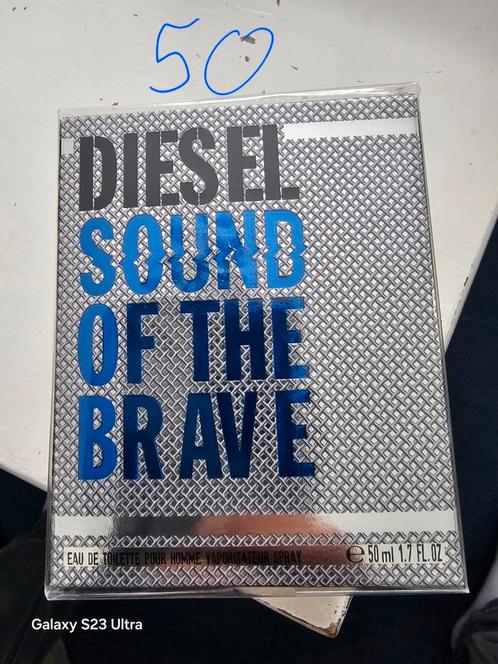 50
DIESEL
SOUND
OF THE
BRAVE
EAU DE TOILETTE POUR HOMME VAPORISATEUR SPRAY
e 50 ml 1.7 FL.OZ
Galaxy S23 Ultra